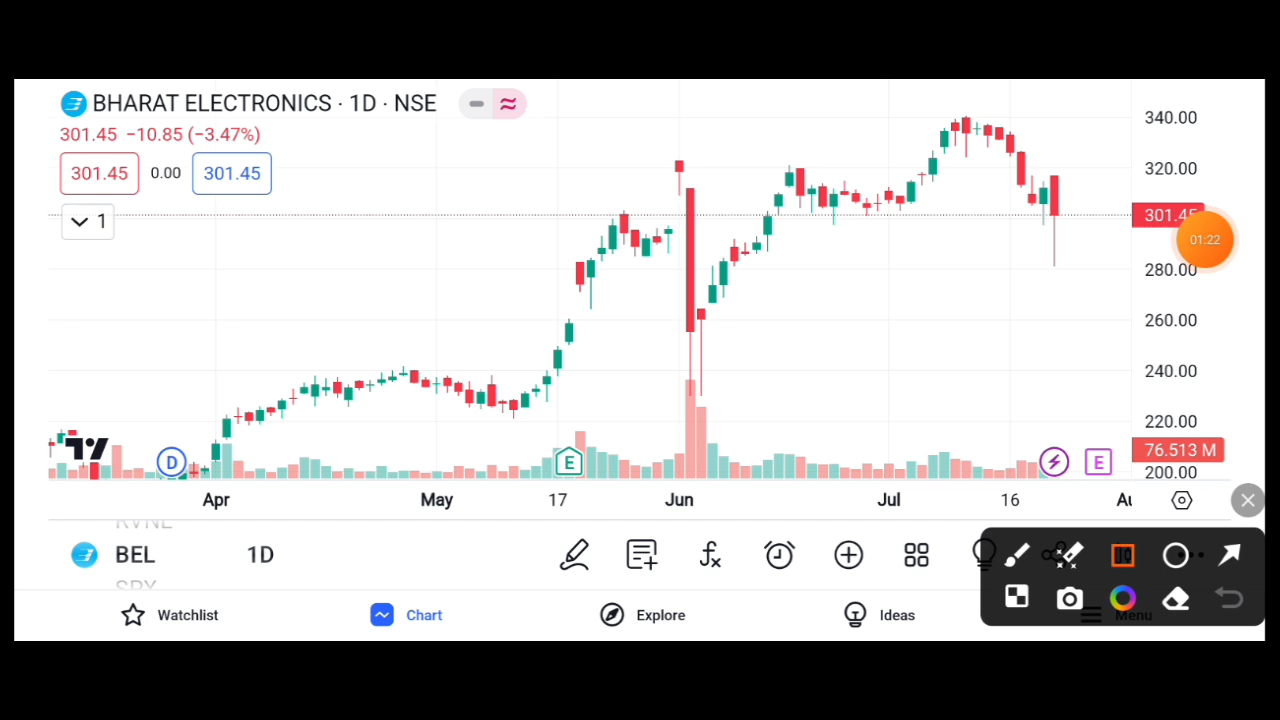 BHARAT ELECTRONICS · 1D · NSE
301.45 −10.85 (−3.47%)
301.45 0.00 301.45
1
340.00
320.00
301.45
01:22
280.00
260.00
240.00
220.00
76.513 M
200.00
D E E
Apr May 17 Jun Jul 16
RVNL
BEL 1D
Watchlist Chart Explore Ideas Menu